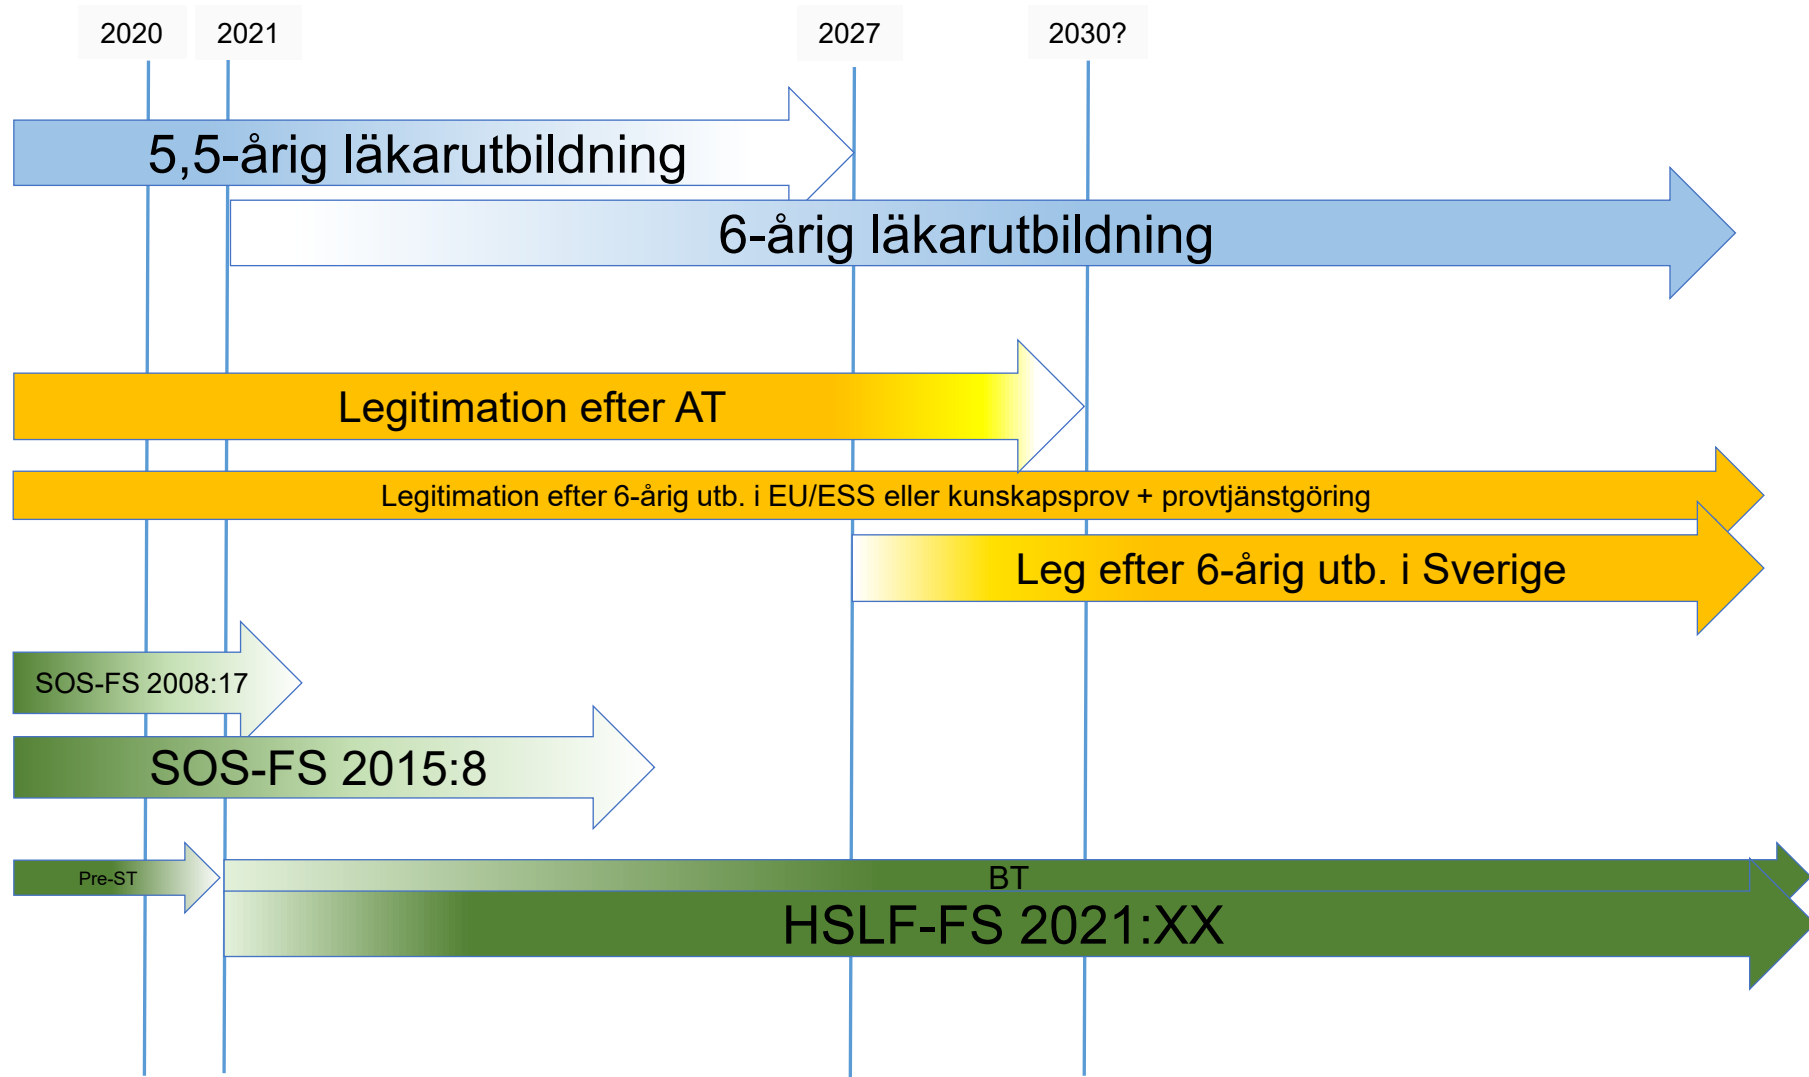 2020
2021
2027
2030?
5,5-årig läkarutbildning
6-årig läkarutbildning
Legitimation efter AT
Legitimation efter 6-årig utb. i EU/ESS eller kunskapsprov + provtjänstgöring
Leg efter 6-årig utb. i Sverige
SOS-FS 2008:17
SOS-FS 2015:8
Pre-ST
BT
HSLF-FS 2021:XX